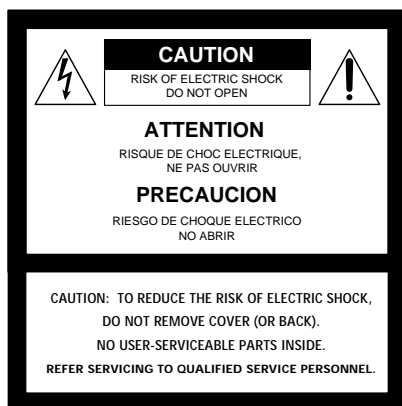 CAUTION
RISK OF ELECTRIC SHOCK
DO NOT OPEN
ATTENTION
RISQUE DE CHOC ELECTRIQUE,
NE PAS OUVRIR
PRECAUCION
RIESGO DE CHOQUE ELECTRICO
NO ABRIR
CAUTION: TO REDUCE THE RISK OF ELECTRIC SHOCK,
DO NOT REMOVE COVER (OR BACK).
NO USER-SERVICEABLE PARTS INSIDE.
REFER SERVICING TO QUALIFIED SERVICE PERSONNEL.